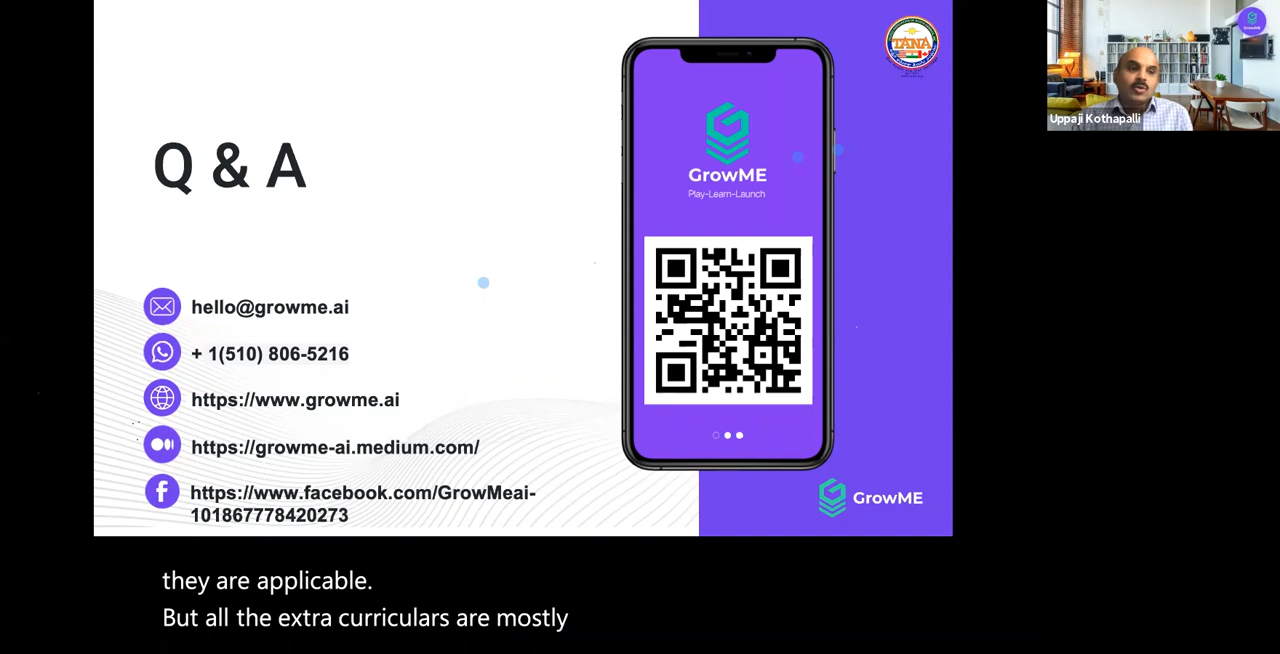 Q & A
hello@growme.ai
+ 1(510) 806-5216
https://www.growme.ai
https://growme-ai.medium.com/
https://www.facebook.com/GrowMeai-
101867778420273
GrowME
Play-Learn-Launch
TANA
GrowME
Uppaji Kothapalli
they are applicable.
But all the extra curriculars are mostly